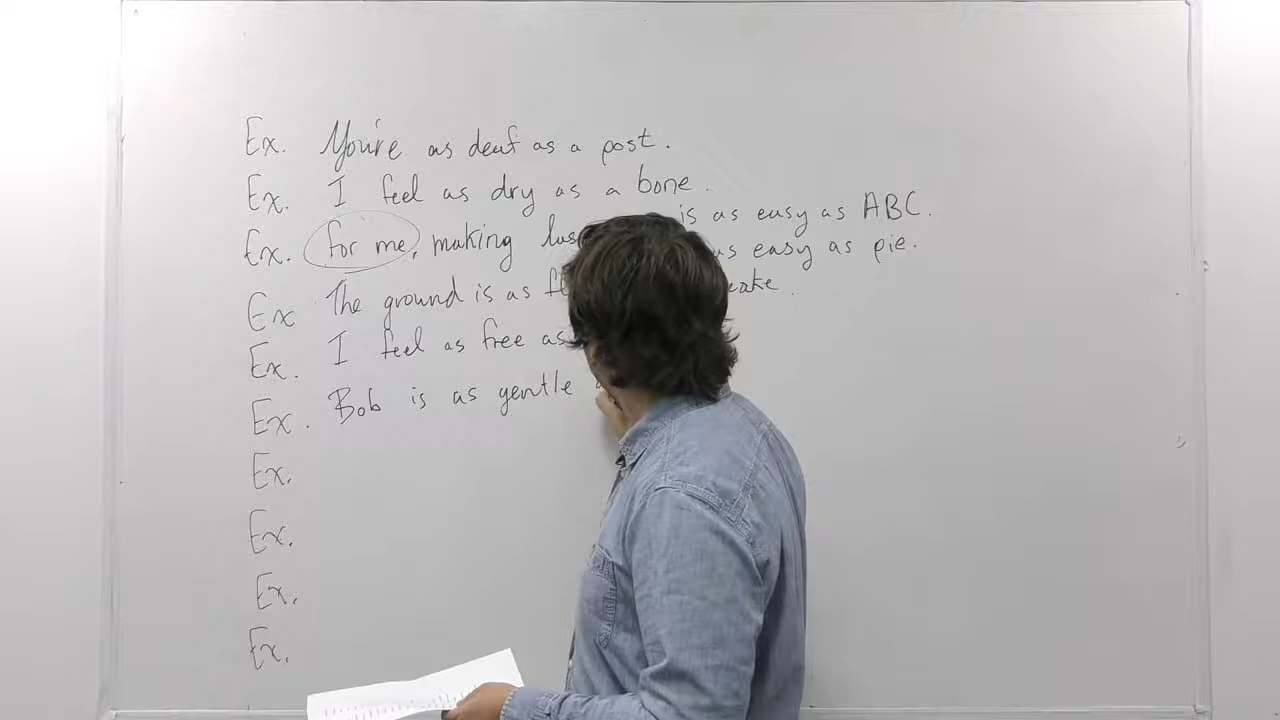 Ex. You're as deaf as a post.
Ex. I feel as dry as a bone.
Ex. for me, making is as easy as ABC.
as easy as pie.
Ex The ground is as
Ex. I feel as free as
Ex. Bob is as gentle
Ex.
Ex.
Ex.
Ex.